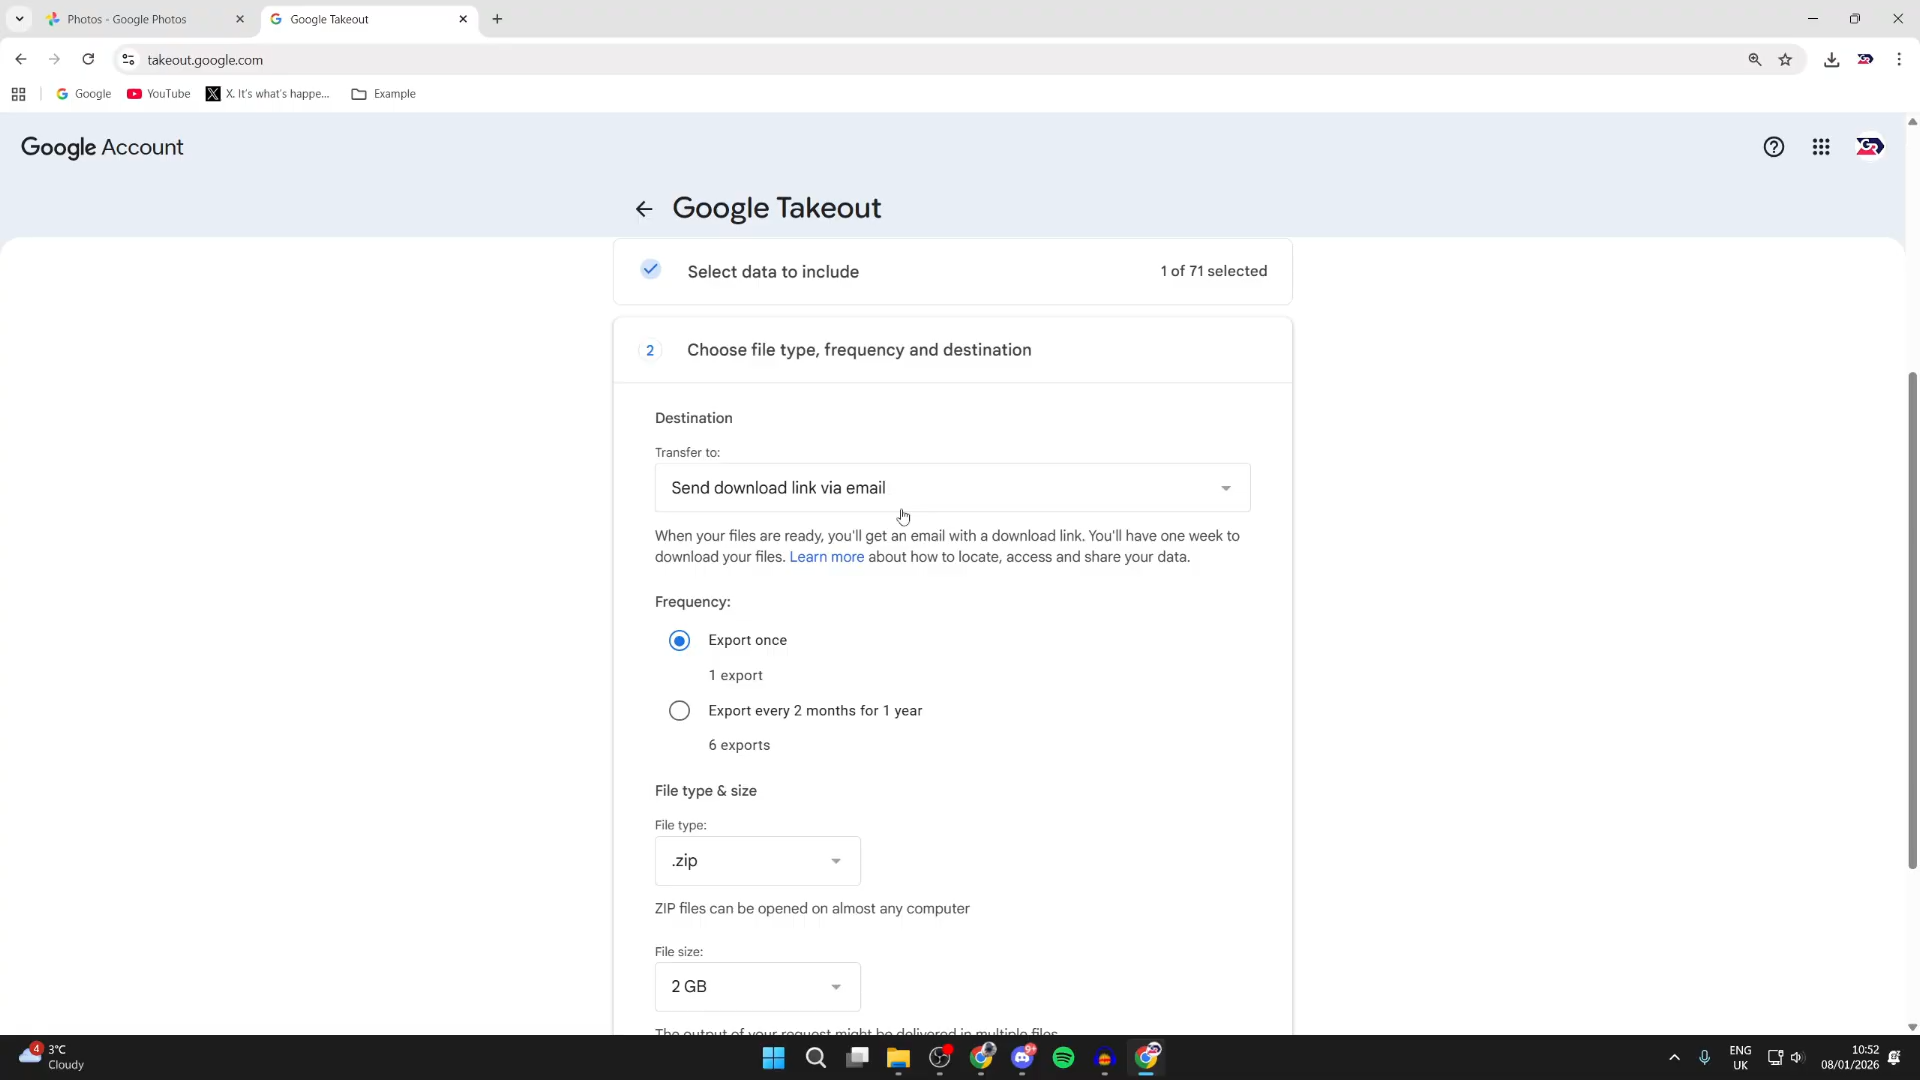 Photos - Google Photos
Google Takeout
takeout.google.com
Google
YouTube
X. It's what's happe...
Example
Google Account
Google Takeout
Select data to include
1 of 71 selected
2
Choose file type, frequency and destination
Destination
Transfer to:
Send download link via email
When your files are ready, you'll get an email with a download link. You'll have one week to
download your files. Learn more about how to locate, access and share your data.
Frequency:
Export once
1 export
Export every 2 months for 1 year
6 exports
File type & size
File type:
.zip
ZIP files can be opened on almost any computer
File size:
2 GB
The output of your request might be delivered in multiple files
4
3°C
Cloudy
9+
ENG
UK
10:52
08/01/2026